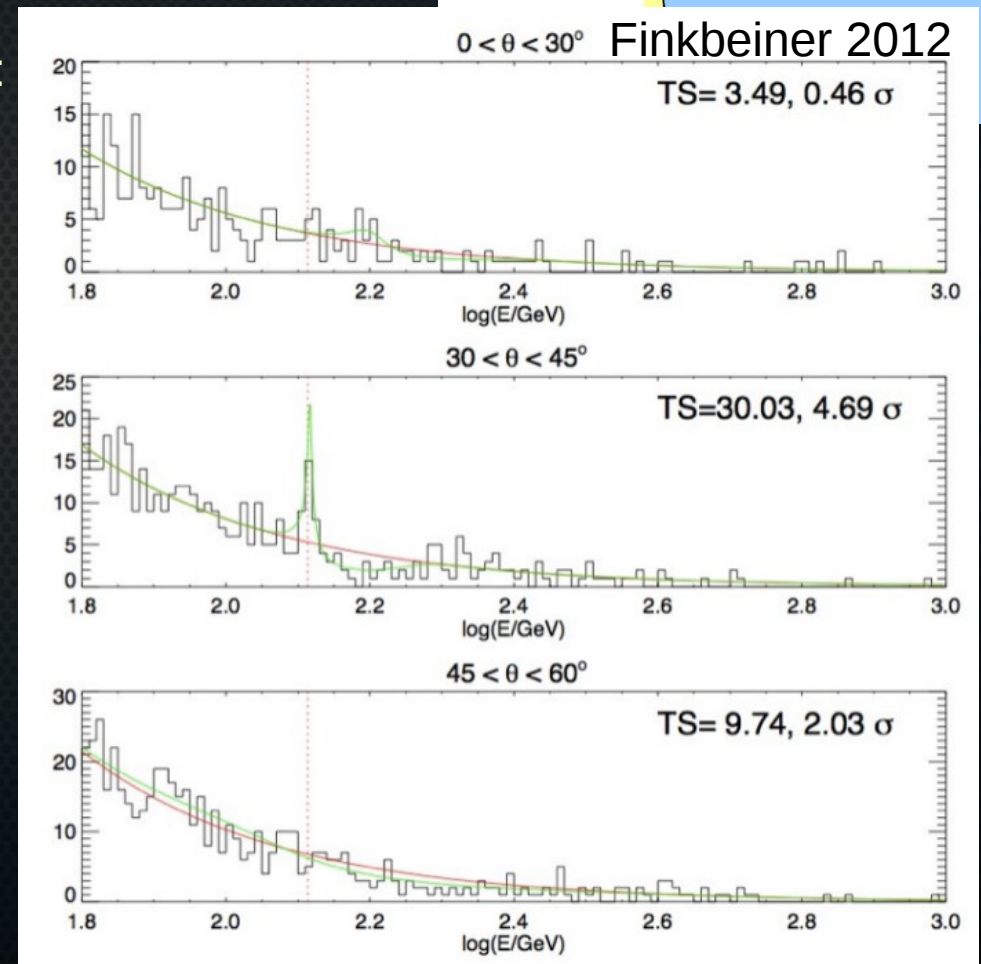 Finkbeiner 2012
0 < θ < 30°
TS= 3.49, 0.46 σ
20
15
10
5
0
1.8 2.0 2.2 2.4 2.6 2.8 3.0
log(E/GeV)
30 < θ < 45°
TS=30.03, 4.69 σ
25
20
15
10
5
0
1.8 2.0 2.2 2.4 2.6 2.8 3.0
log(E/GeV)
45 < θ < 60°
TS= 9.74, 2.03 σ
30
20
10
0
1.8 2.0 2.2 2.4 2.6 2.8 3.0
log(E/GeV)